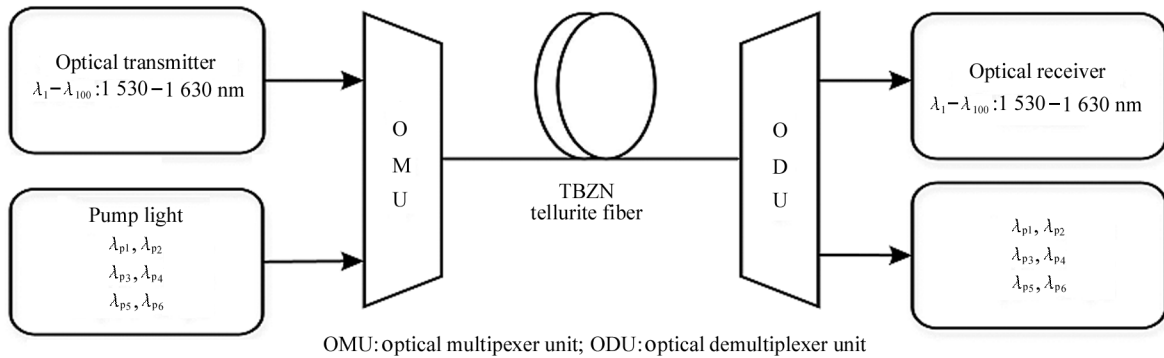 Optical transmitter
λ₁−λ₁₀₀:1 530−1 630 nm
Pump light
λp1, λp2
λp3, λp4
λp5, λp6
O
M
U
TBZN
tellurite fiber
O
D
U
Optical receiver
λ₁−λ₁₀₀:1 530−1 630 nm
λp1, λp2
λp3, λp4
λp5, λp6
OMU:optical multipexer unit; ODU:optical demultiplexer unit